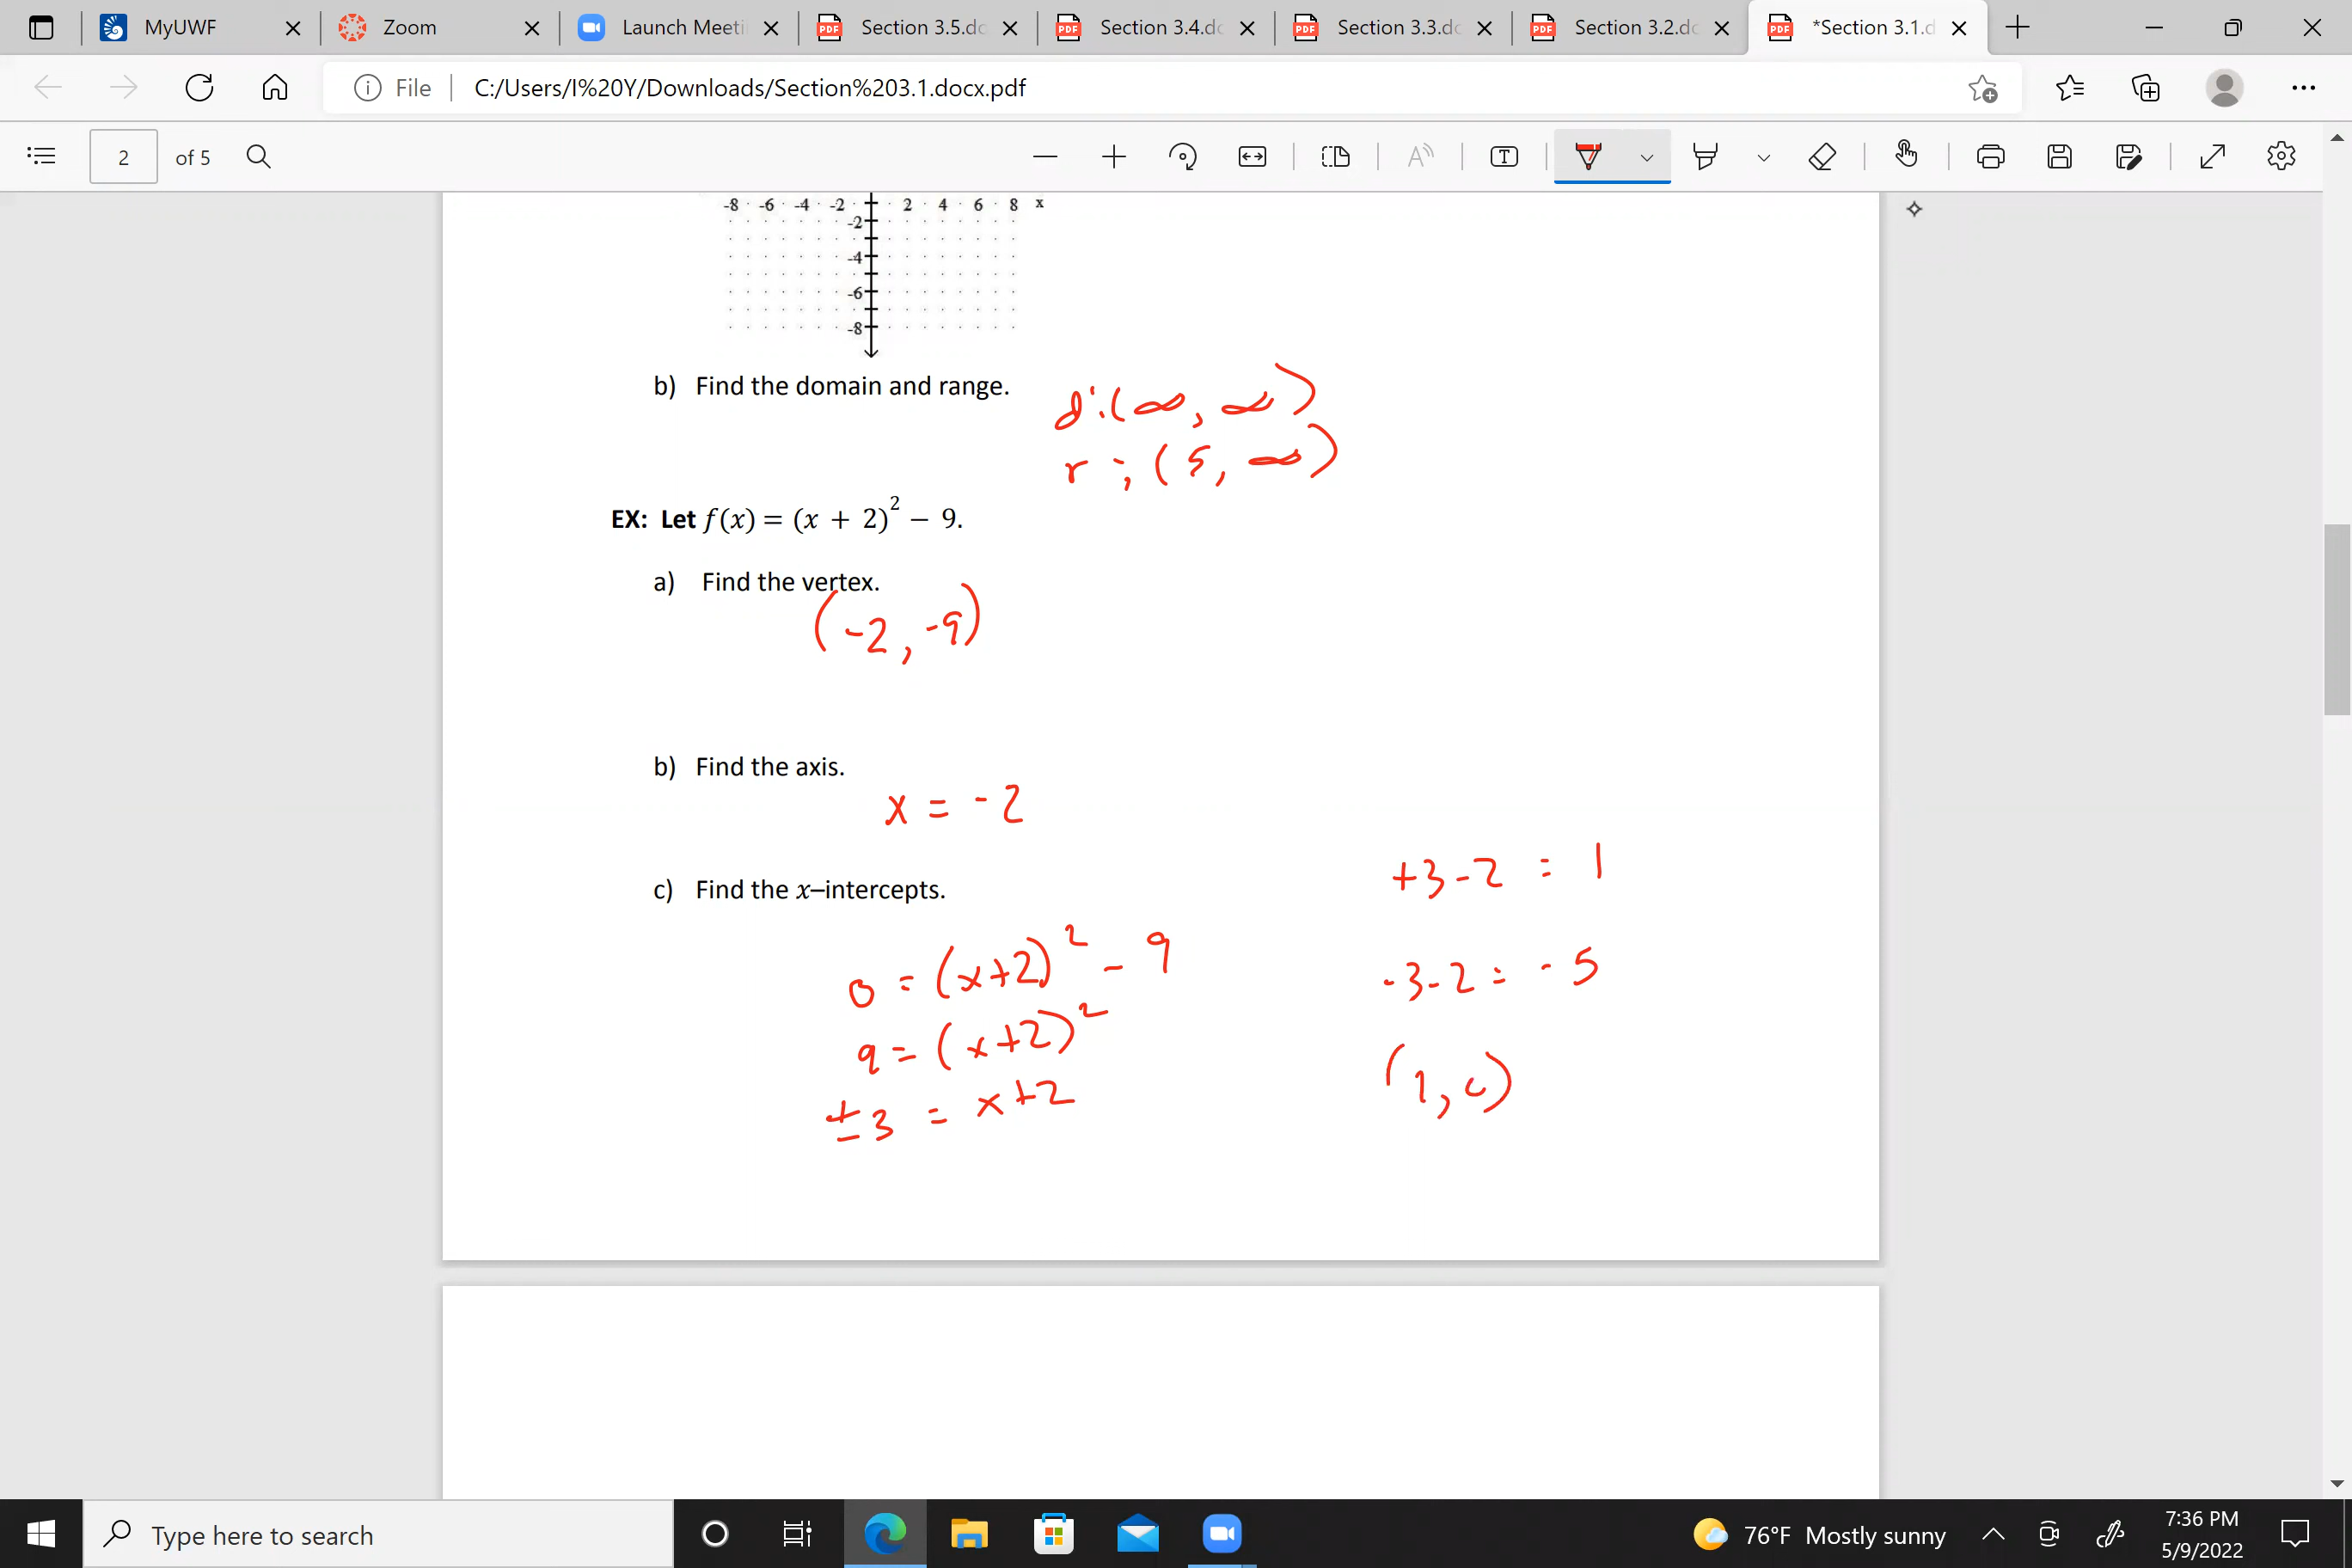 MyUWF
Zoom
Launch Meeti
Section 3.5.dc
Section 3.4.dc
Section 3.3.dc
Section 3.2.dc
*Section 3.1.d
File
C:/Users/I%20Y/Downloads/Section%203.1.docx.pdf
2 of 5
-8 -6 -4 -2 2 4 6 8 x
-2
-4
-6
-8
b) Find the domain and range.
d:(∞, ∞)
r ; (5, ∞)
EX: Let f(x) = (x + 2)² − 9.
a) Find the vertex.
(-2, -9)
b) Find the axis.
x = -2
c) Find the x–intercepts.
0 = (x+2)² - 9
9 = (x+2)²
±3 = x+2
+3-2 = 1
-3-2 = -5
(1, 0)
Type here to search
76°F Mostly sunny
7:36 PM
5/9/2022